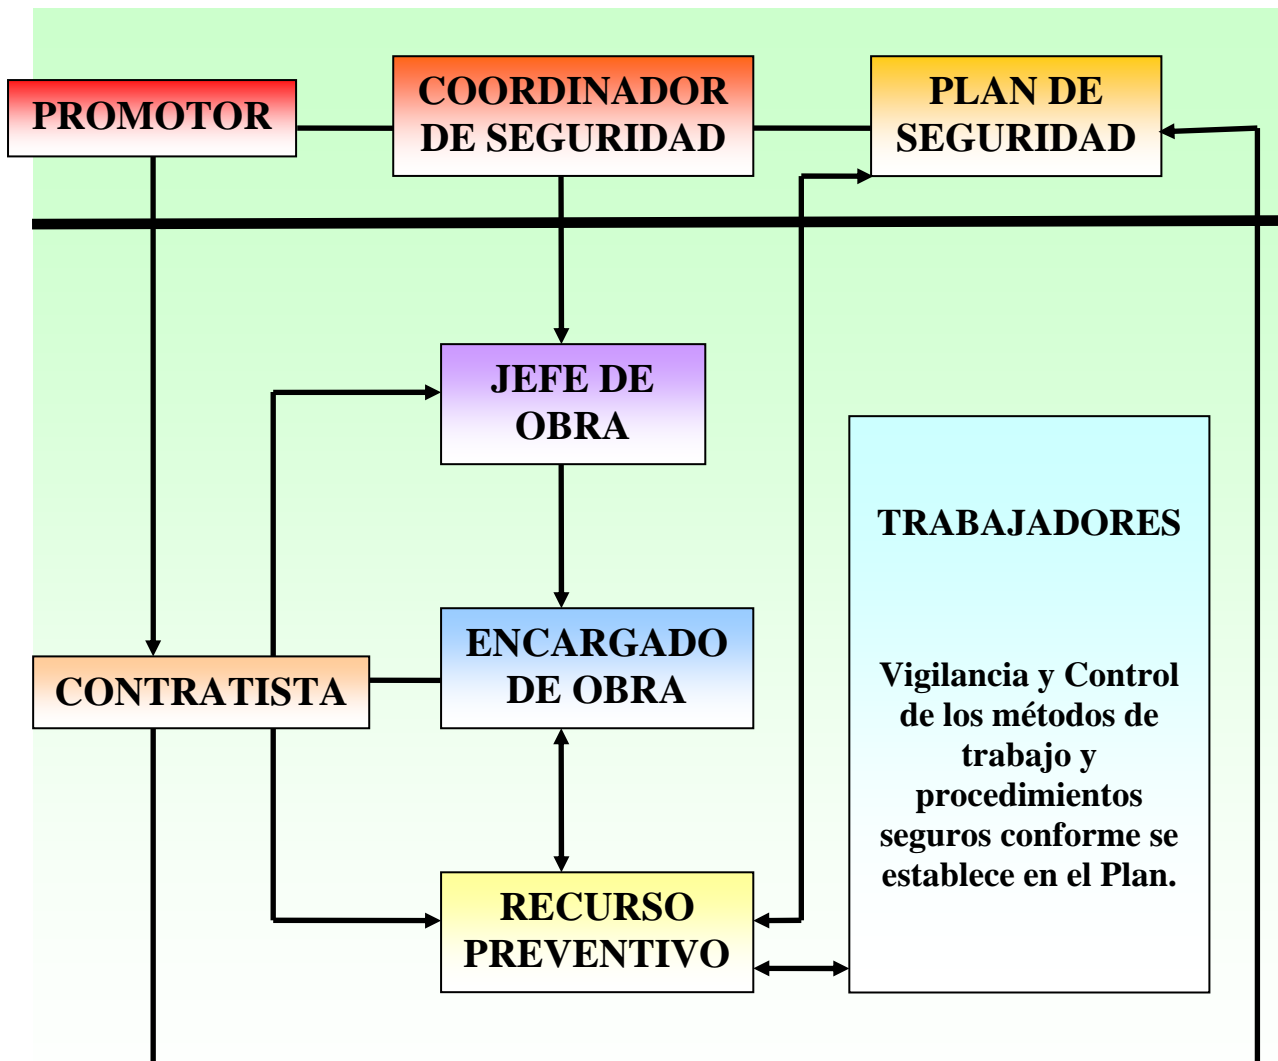 PROMOTOR
COORDINADOR
DE SEGURIDAD
PLAN DE
SEGURIDAD
JEFE DE
OBRA
TRABAJADORES
ENCARGADO
DE OBRA
CONTRATISTA
Vigilancia y Control
de los métodos de
trabajo y
procedimientos
seguros conforme se
establece en el Plan.
RECURSO
PREVENTIVO